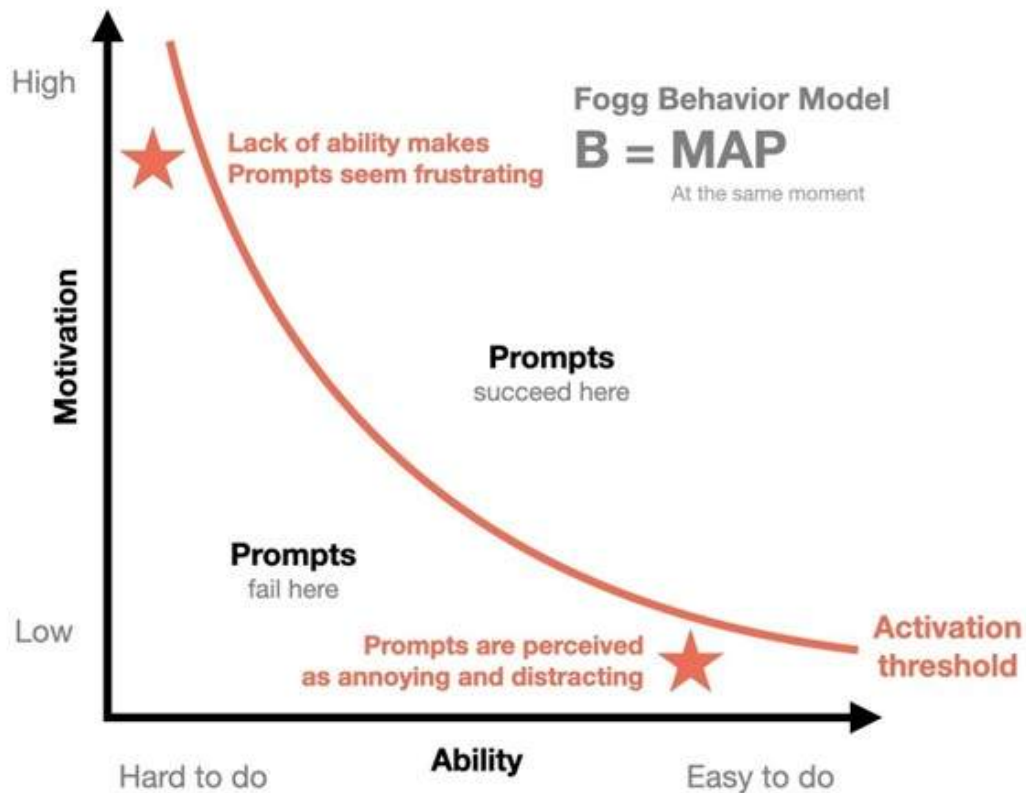 High
Fogg Behavior Model
B = MAP
At the same moment
Lack of ability makes
Prompts seem frustrating
Motivation
Prompts
succeed here
Prompts
fail here
Low
Prompts are perceived
as annoying and distracting
Activation
threshold
Hard to do
Ability
Easy to do